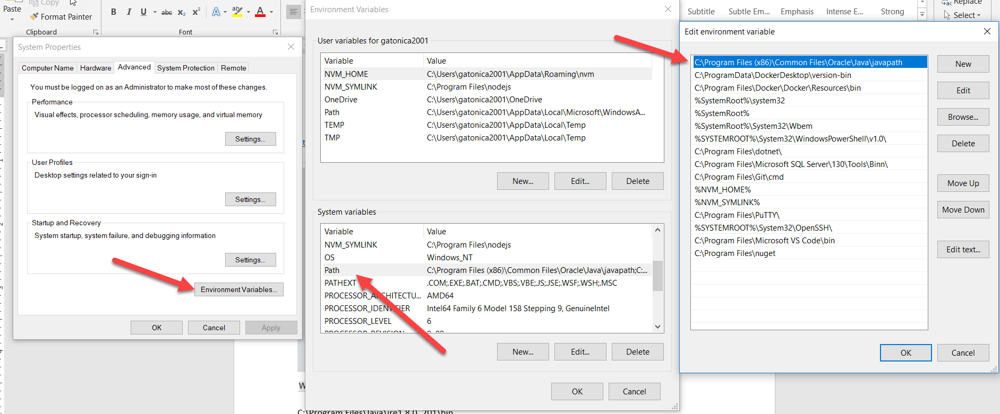 Paste
Copy
Format Painter
Clipboard
B I U abc x₂ x² A ab A
Font
Subtitle
Subtle Em...
Emphasis
Intense E...
Strong
Replace
Select
System Properties
Computer Name
Hardware
Advanced
System Protection
Remote
You must be logged on as an Administrator to make most of these changes.
Performance
Visual effects, processor scheduling, memory usage, and virtual memory
Settings...
User Profiles
Desktop settings related to your sign-in
Settings...
Startup and Recovery
System startup, system failure, and debugging information
Settings...
Environment Variables...
OK
Cancel
Apply
Environment Variables
User variables for gatonica2001
Variable Value
NVM_HOME C:\Users\gatonica2001\AppData\Roaming\nvm
NVM_SYMLINK C:\Program Files\nodejs
OneDrive C:\Users\gatonica2001\OneDrive
Path C:\Users\gatonica2001\AppData\Local\Microsoft\WindowsA...
TEMP C:\Users\gatonica2001\AppData\Local\Temp
TMP C:\Users\gatonica2001\AppData\Local\Temp
New...
Edit...
Delete
System variables
Variable Value
NVM_SYMLINK C:\Program Files\nodejs
OS Windows_NT
Path C:\Program Files (x86)\Common Files\Oracle\Java\javapath;C:...
PATHEXT .COM;.EXE;.BAT;.CMD;.VBS;.VBE;.JS;.JSE;.WSF;.WSH;.MSC
PROCESSOR_ARCHITECTU... AMD64
PROCESSOR_IDENTIFIER Intel64 Family 6 Model 158 Stepping 9, GenuineIntel
PROCESSOR_LEVEL 6
PROCESSOR_REVISION
New...
Edit...
Delete
OK
Cancel
Edit environment variable
C:\Program Files (x86)\Common Files\Oracle\Java\javapath
C:\ProgramData\DockerDesktop\version-bin
C:\Program Files\Docker\Docker\Resources\bin
%SystemRoot%\system32
%SystemRoot%
%SystemRoot%\System32\Wbem
%SYSTEMROOT%\System32\WindowsPowerShell\v1.0\
C:\Program Files\dotnet\
C:\Program Files\Microsoft SQL Server\130\Tools\Binn\
C:\Program Files\Git\cmd
%NVM_HOME%
%NVM_SYMLINK%
C:\Program Files\PuTTY\
%SYSTEMROOT%\System32\OpenSSH\
C:\Program Files\Microsoft VS Code\bin
C:\Program Files\nuget
New
Edit
Browse...
Delete
Move Up
Move Down
Edit text...
OK
Cancel
W
C:\Program Files\Java\jre1.8.0_201\bin